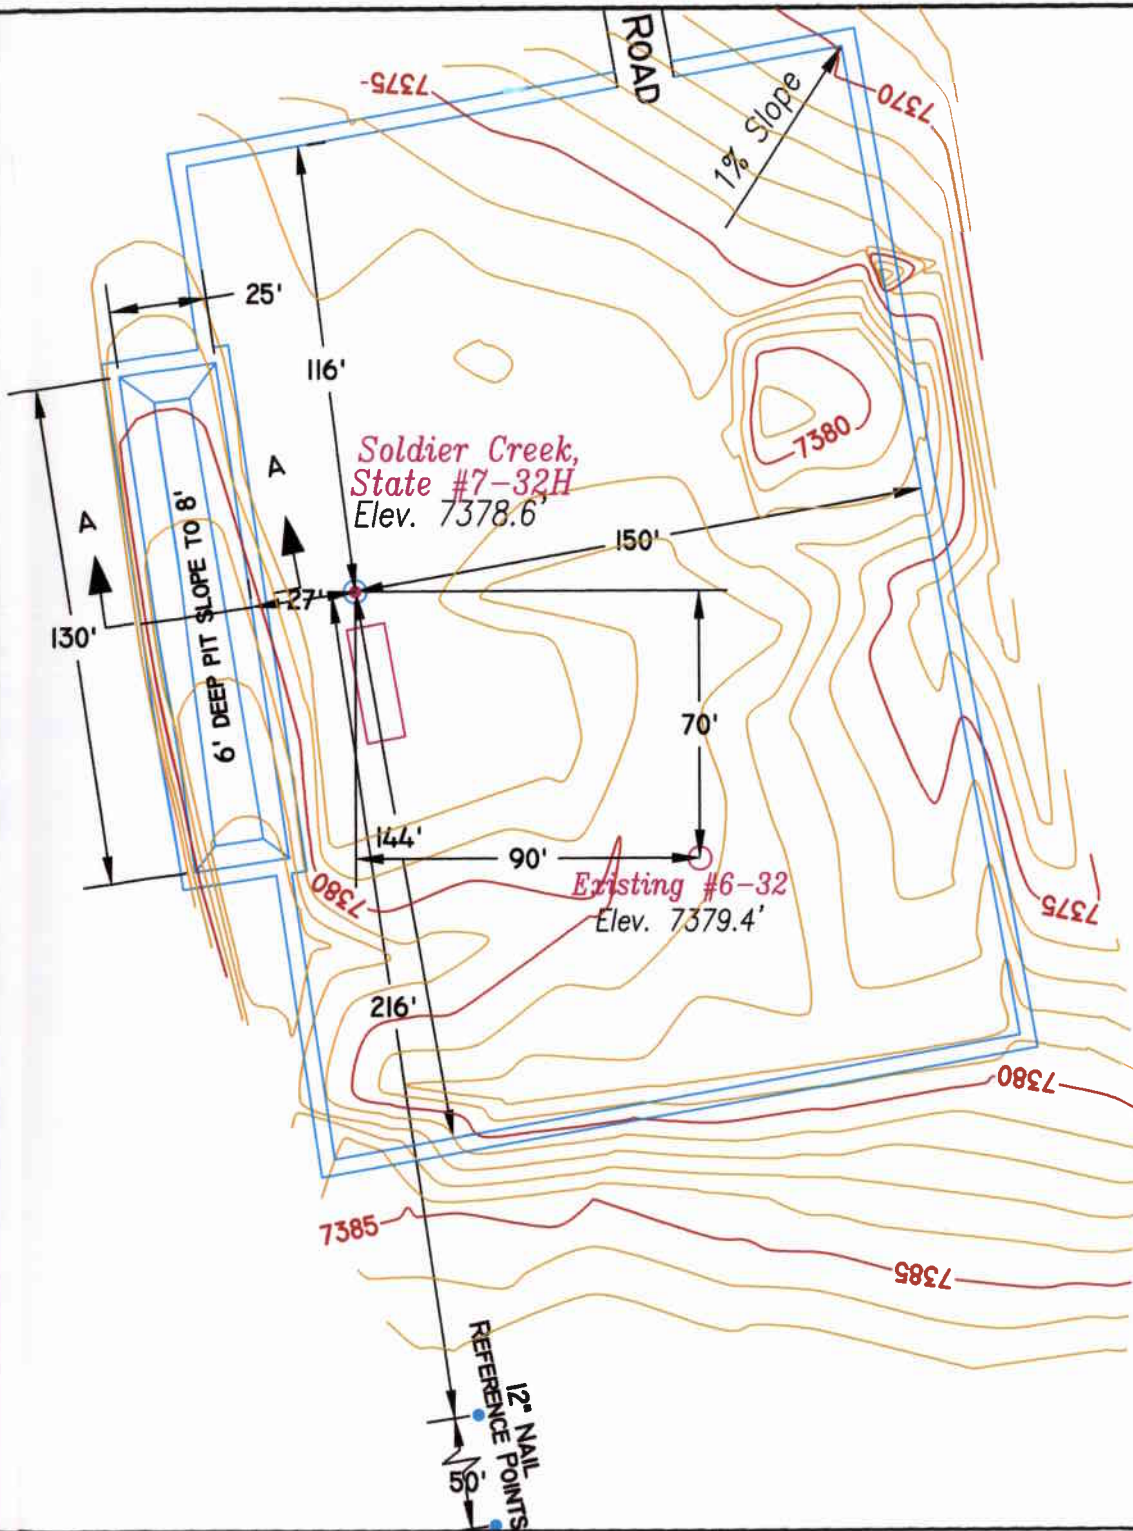 ROAD
7375
7370
1% Slope
25'
116'
Soldier Creek,
State #7-32H
Elev. 7378.6'
7380
A
A
150'
27'
130'
6' DEEP PIT SLOPE TO 8'
70'
144'
90'
7380
Existing #6-32
Elev. 7379.4'
7375
216'
7380
7385
7385
12" NAIL
REFERENCE POINTS
50'